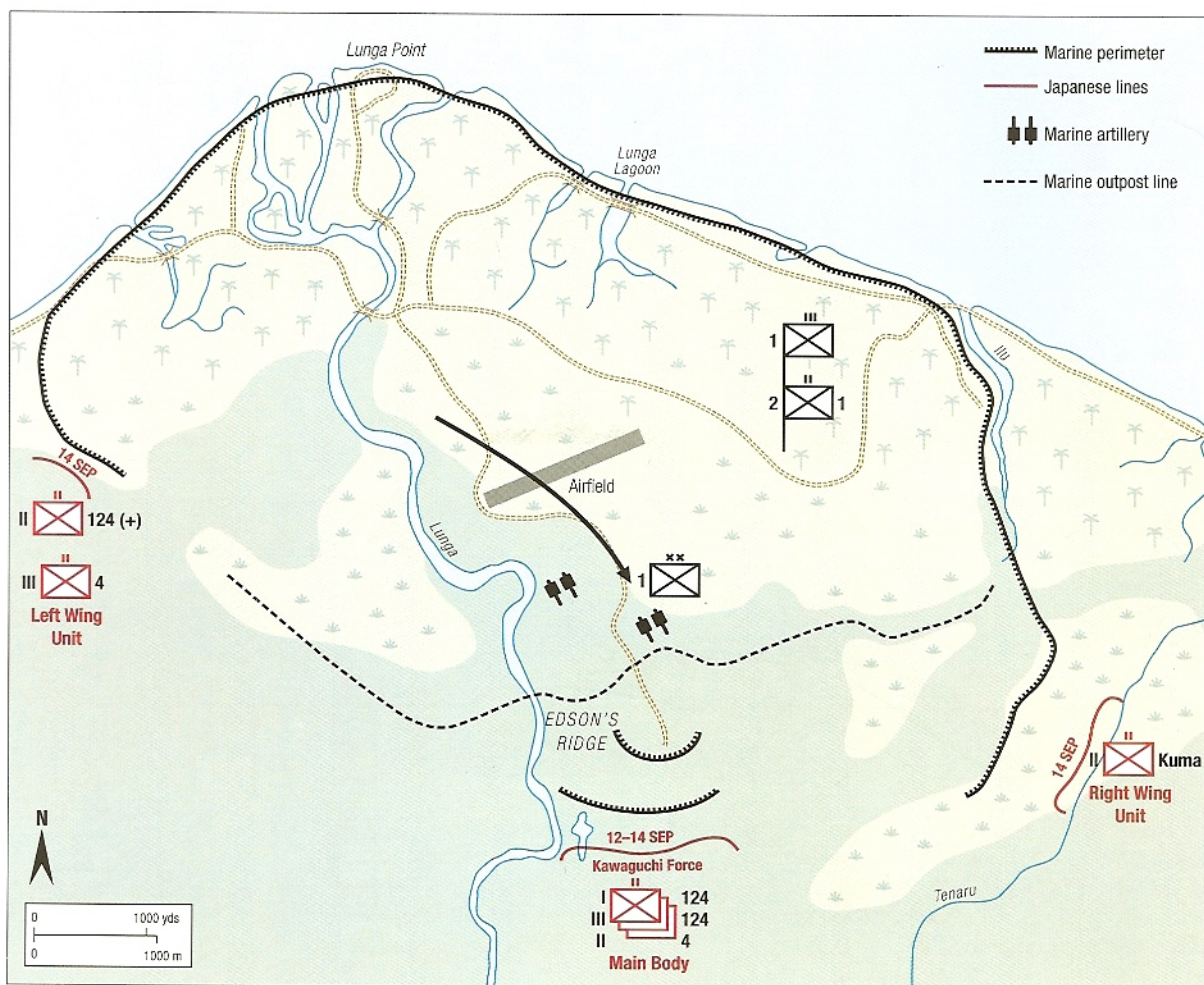 Lunga Point
Marine perimeter
Japanese lines
Marine artillery
Marine outpost line
Lunga
Lagoon
III
1
II
2 1
Ilu
14 SEP
II
II 124 (+)
II
III 4
Left Wing
Unit
Airfield
Lunga
XX
1
EDSON'S
RIDGE
14 SEP
II
II Kuma
Right Wing
Unit
N
12–14 SEP
Kawaguchi Force
II
I 124
III 124
II 4
Main Body
Tenaru
0 1000 yds
0 1000 m